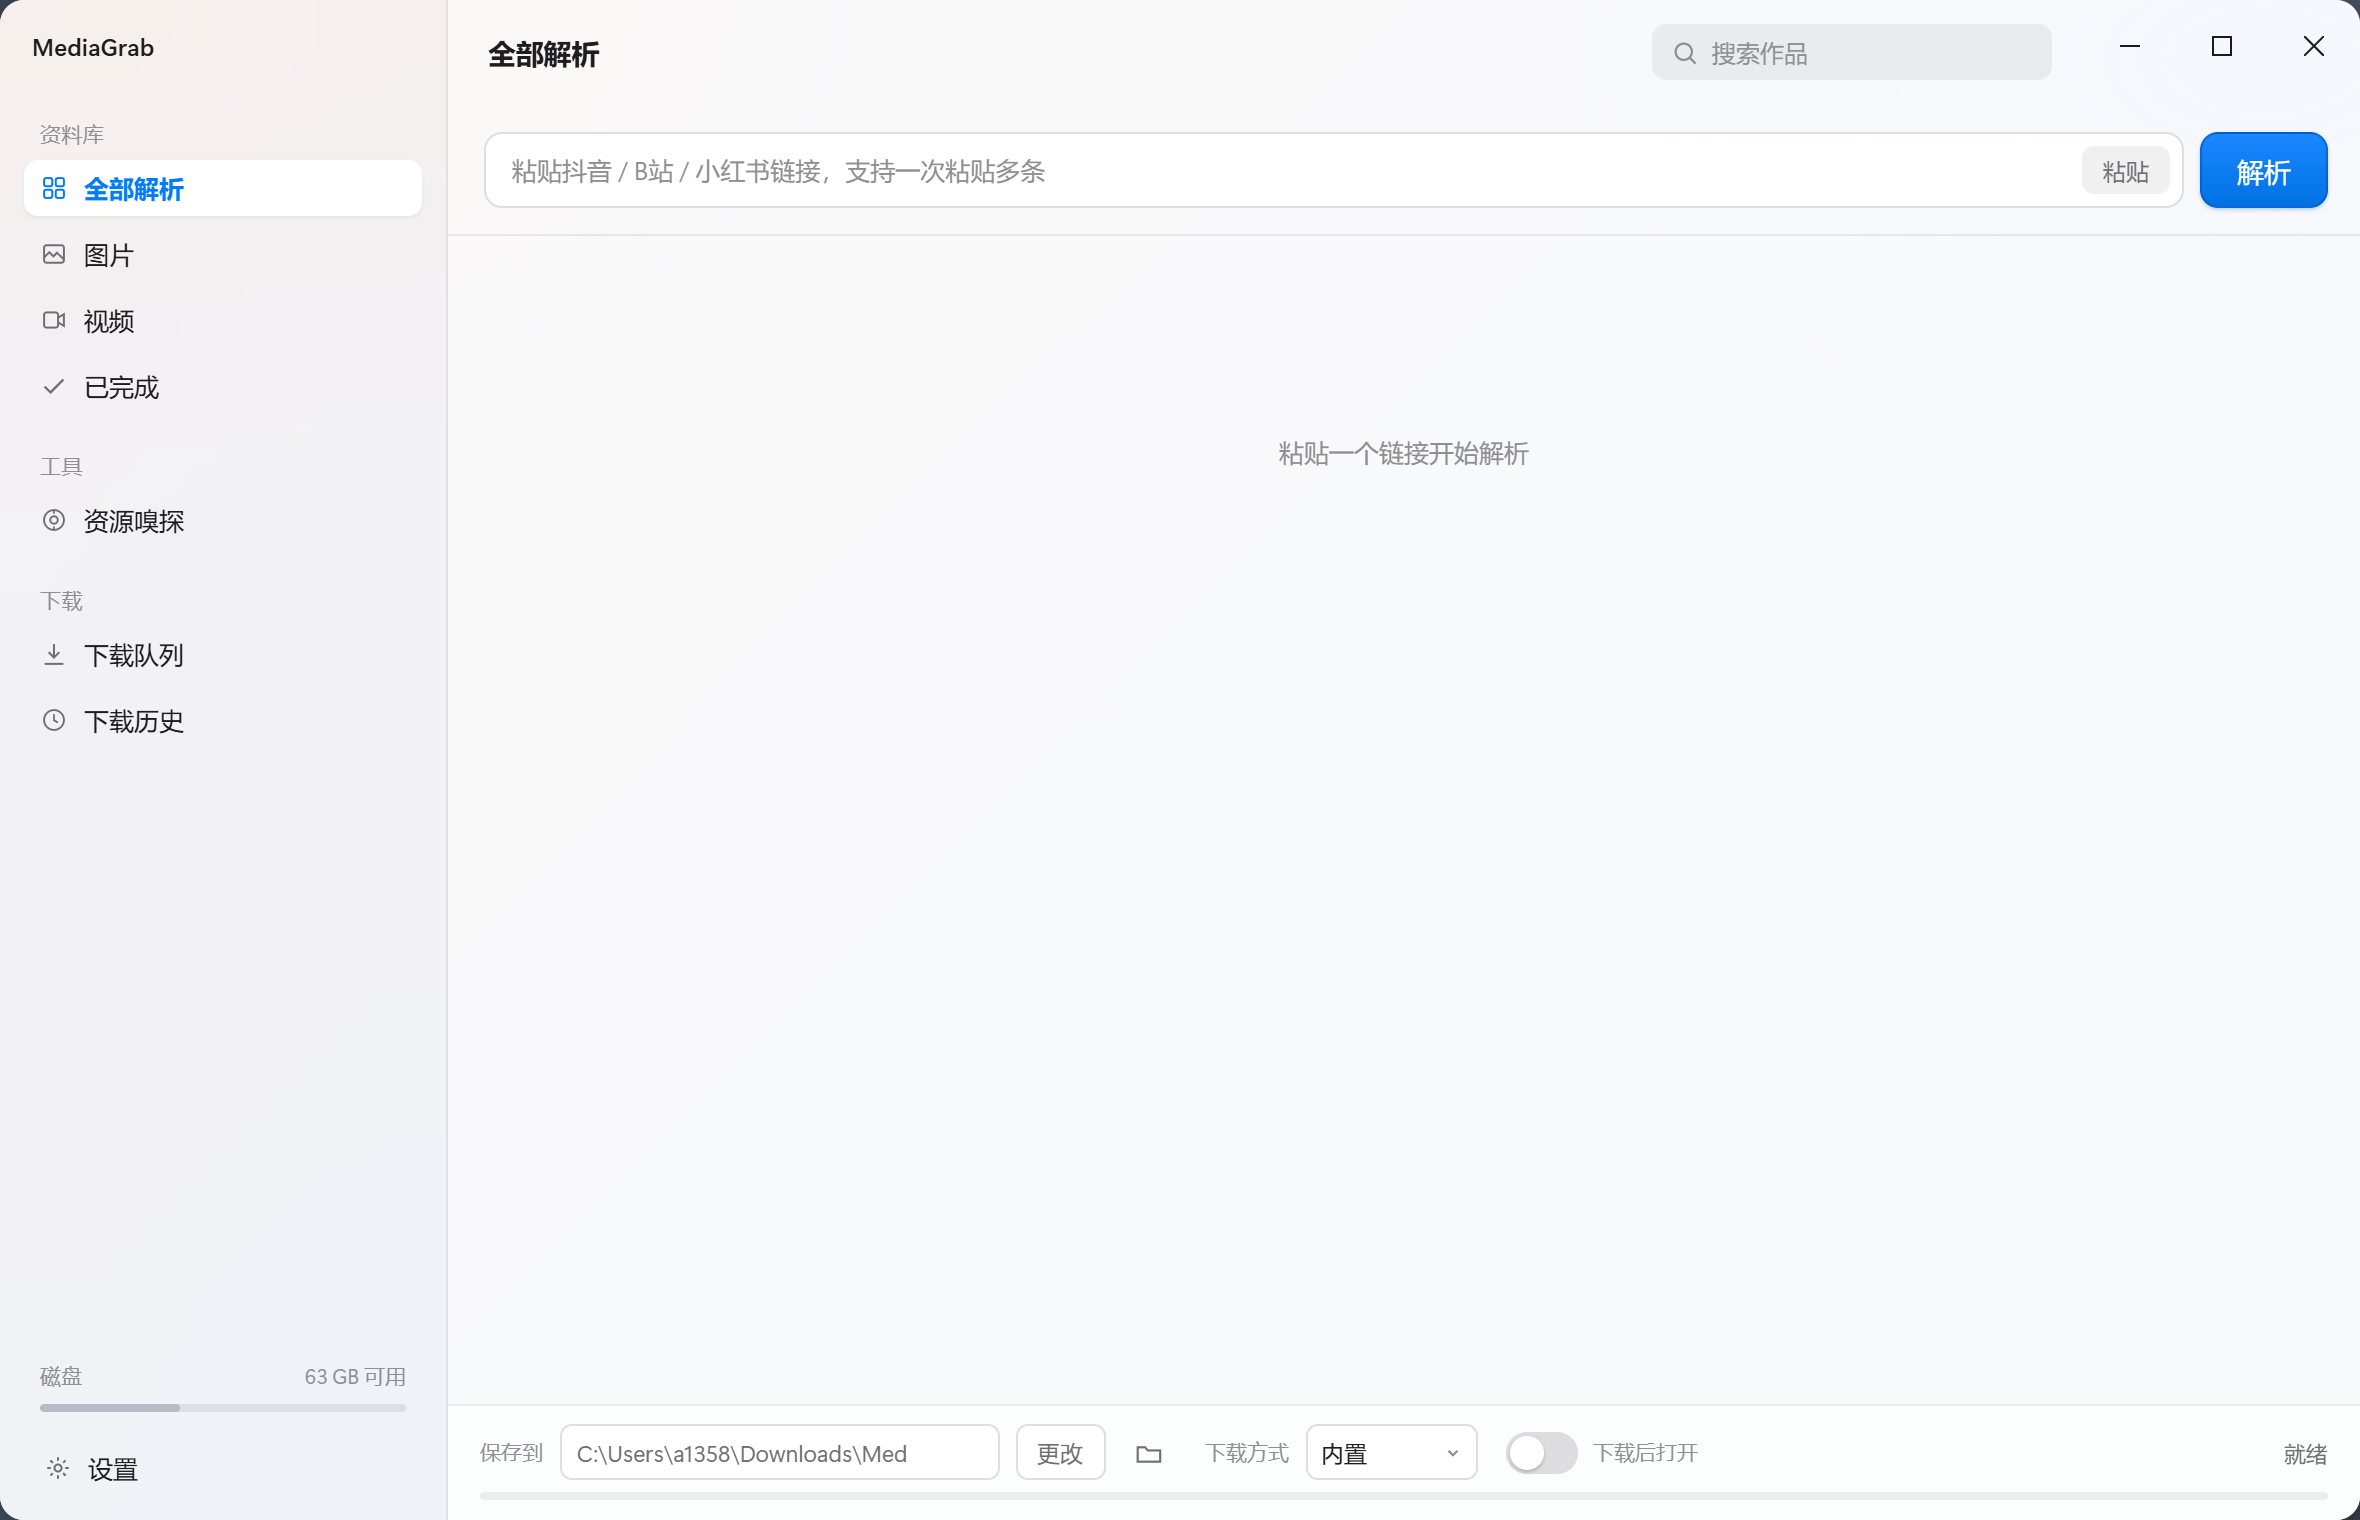 MediaGrab
资料库
全部解析
图片
视频
已完成
工具
资源嗅探
下载
下载队列
下载历史
磁盘 63 GB 可用
设置
全部解析
搜索作品
粘贴抖音 / B站 / 小红书链接，支持一次粘贴多条
粘贴
解析
粘贴一个链接开始解析
保存到 C:\Users\a1358\Downloads\Med 更改 下载方式 内置 下载后打开 就绪